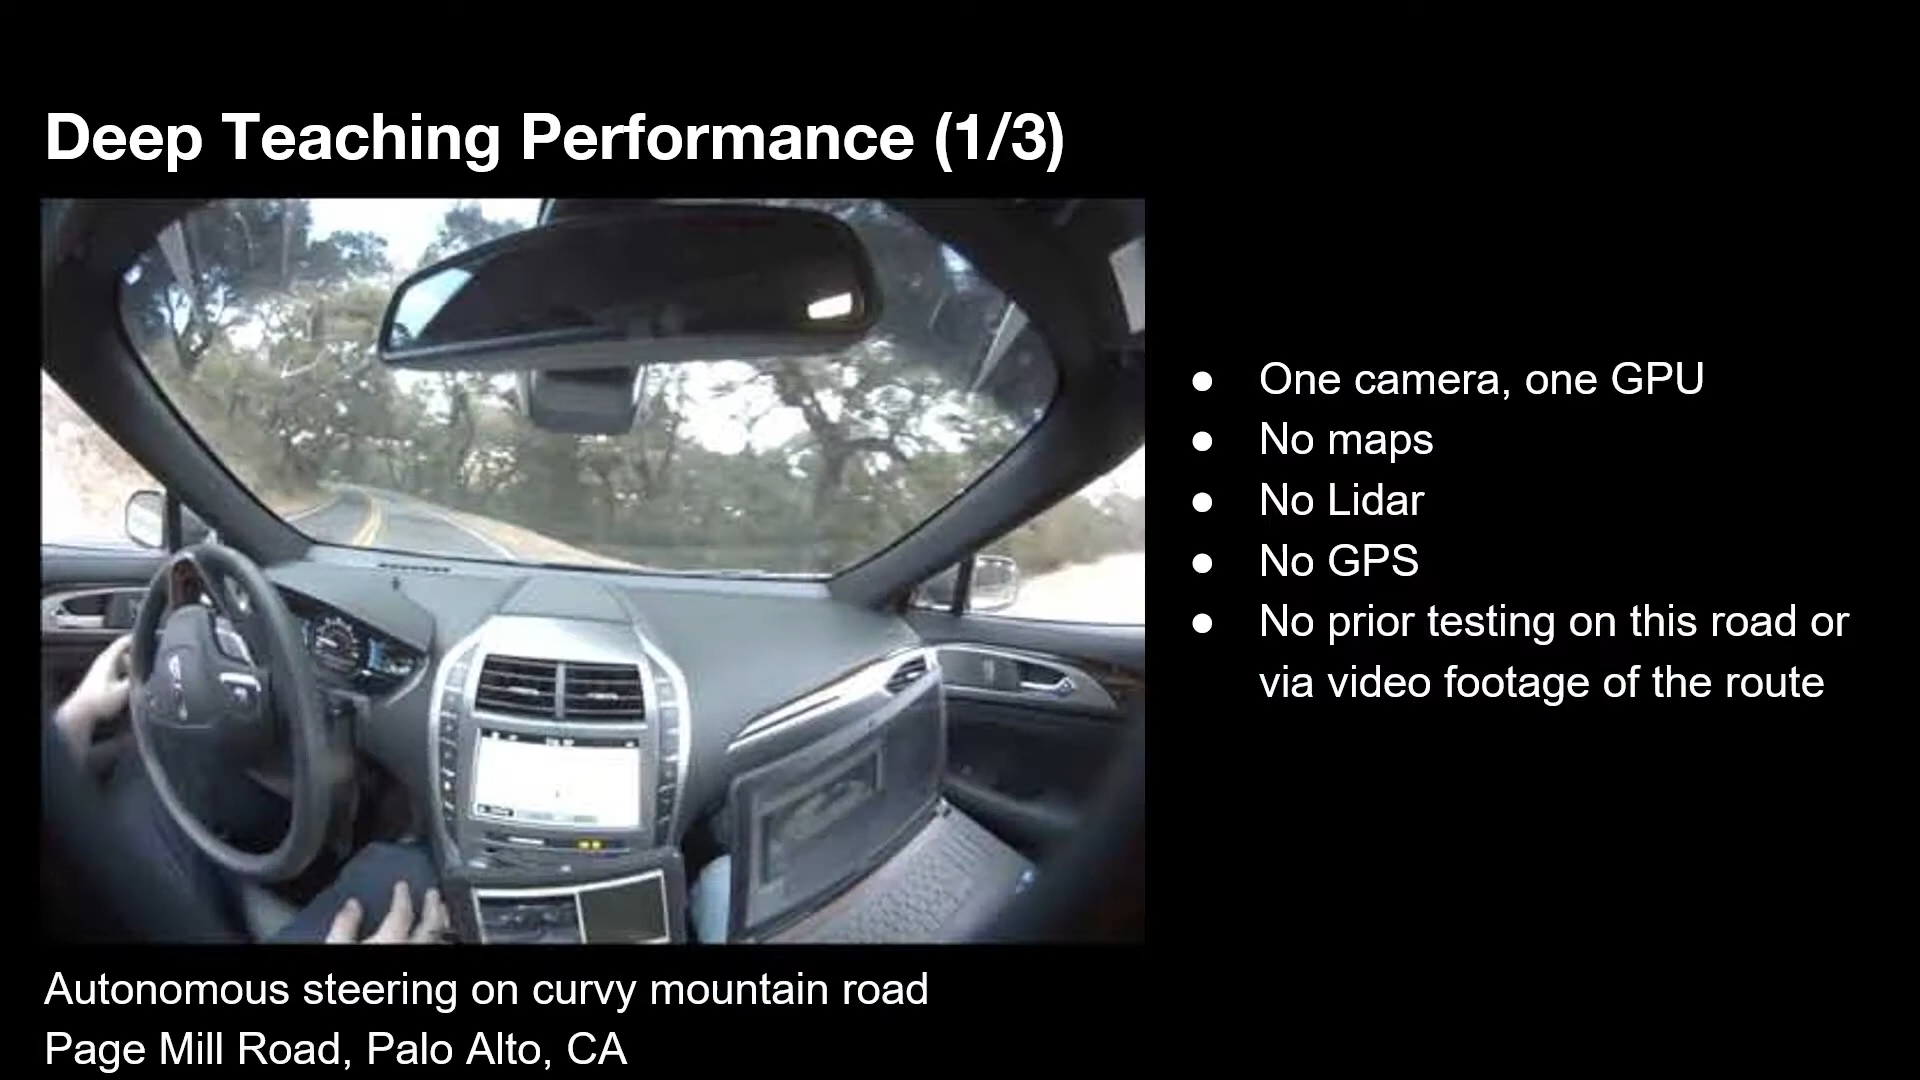 Deep Teaching Performance (1/3)
● One camera, one GPU
● No maps
● No Lidar
● No GPS
● No prior testing on this road or
via video footage of the route
Autonomous steering on curvy mountain road
Page Mill Road, Palo Alto, CA